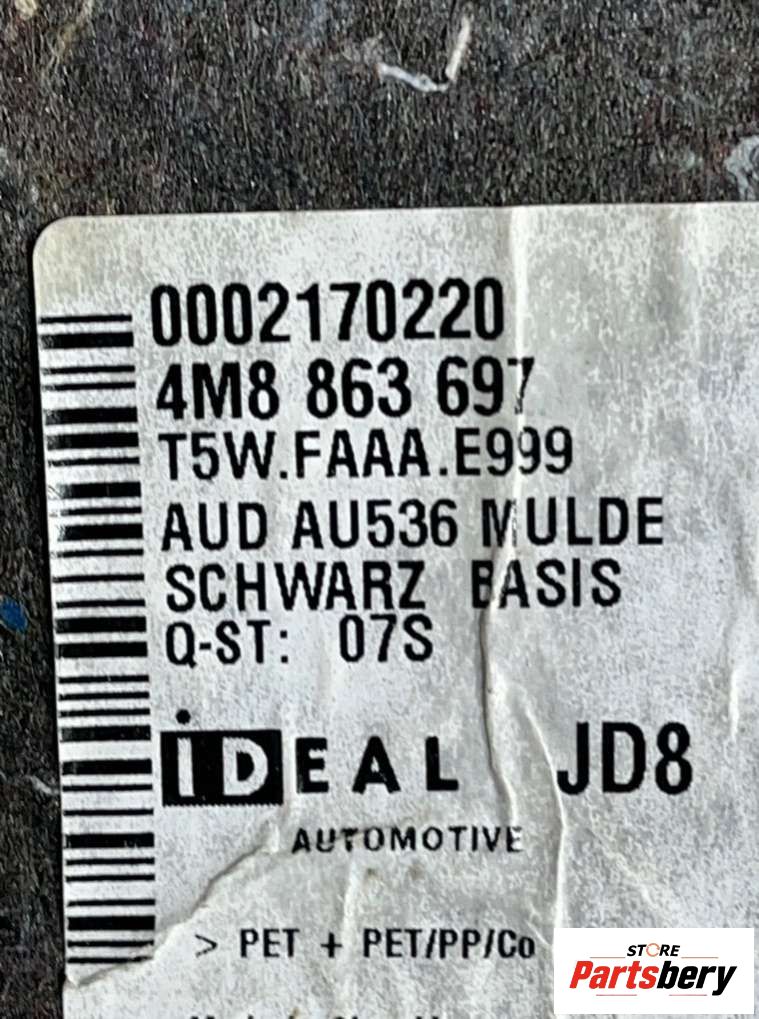 0002170220
4M8 863 697
T5W.FAAA.E999
AUD AU536 MULDE
SCHWARZ BASIS
Q-ST: 07S
iDEAL JD8
AUTOMOTIVE
> PET + PET/PP/Co
STORE
Partsbery